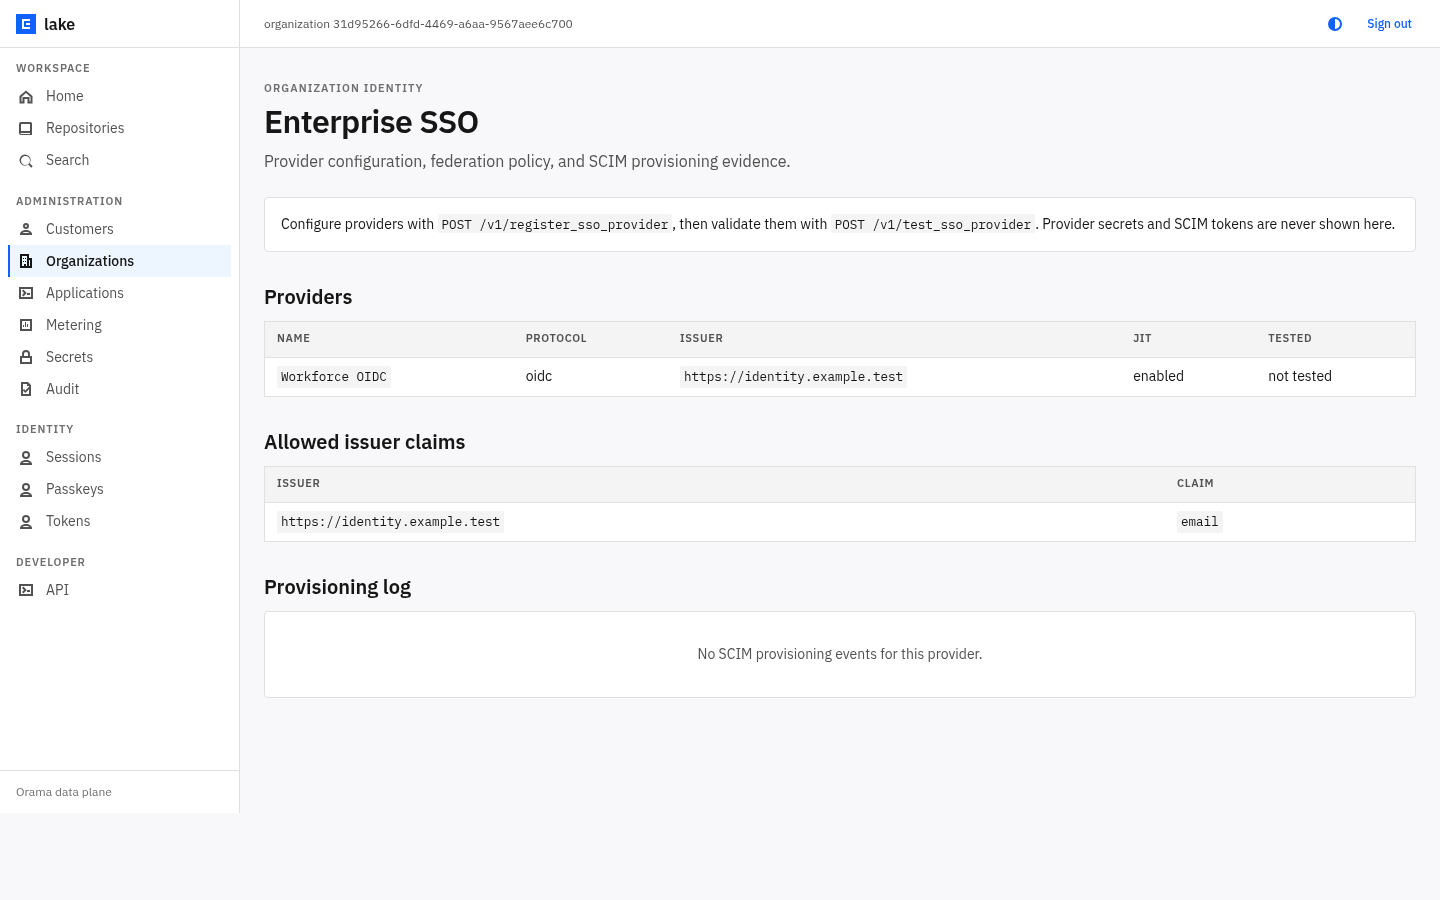 lake
organization 31d95266-6dfd-4469-a6aa-9567aee6c700
Sign out
WORKSPACE
Home
Repositories
Search
ADMINISTRATION
Customers
Organizations
Applications
Metering
Secrets
Audit
IDENTITY
Sessions
Passkeys
Tokens
DEVELOPER
API
Orama data plane
ORGANIZATION IDENTITY
Enterprise SSO
Provider configuration, federation policy, and SCIM provisioning evidence.
Configure providers with POST /v1/register_sso_provider, then validate them with POST /v1/test_sso_provider. Provider secrets and SCIM tokens are never shown here.
Providers
NAME PROTOCOL ISSUER JIT TESTED
Workforce OIDC oidc https://identity.example.test enabled not tested
Allowed issuer claims
ISSUER CLAIM
https://identity.example.test email
Provisioning log
No SCIM provisioning events for this provider.